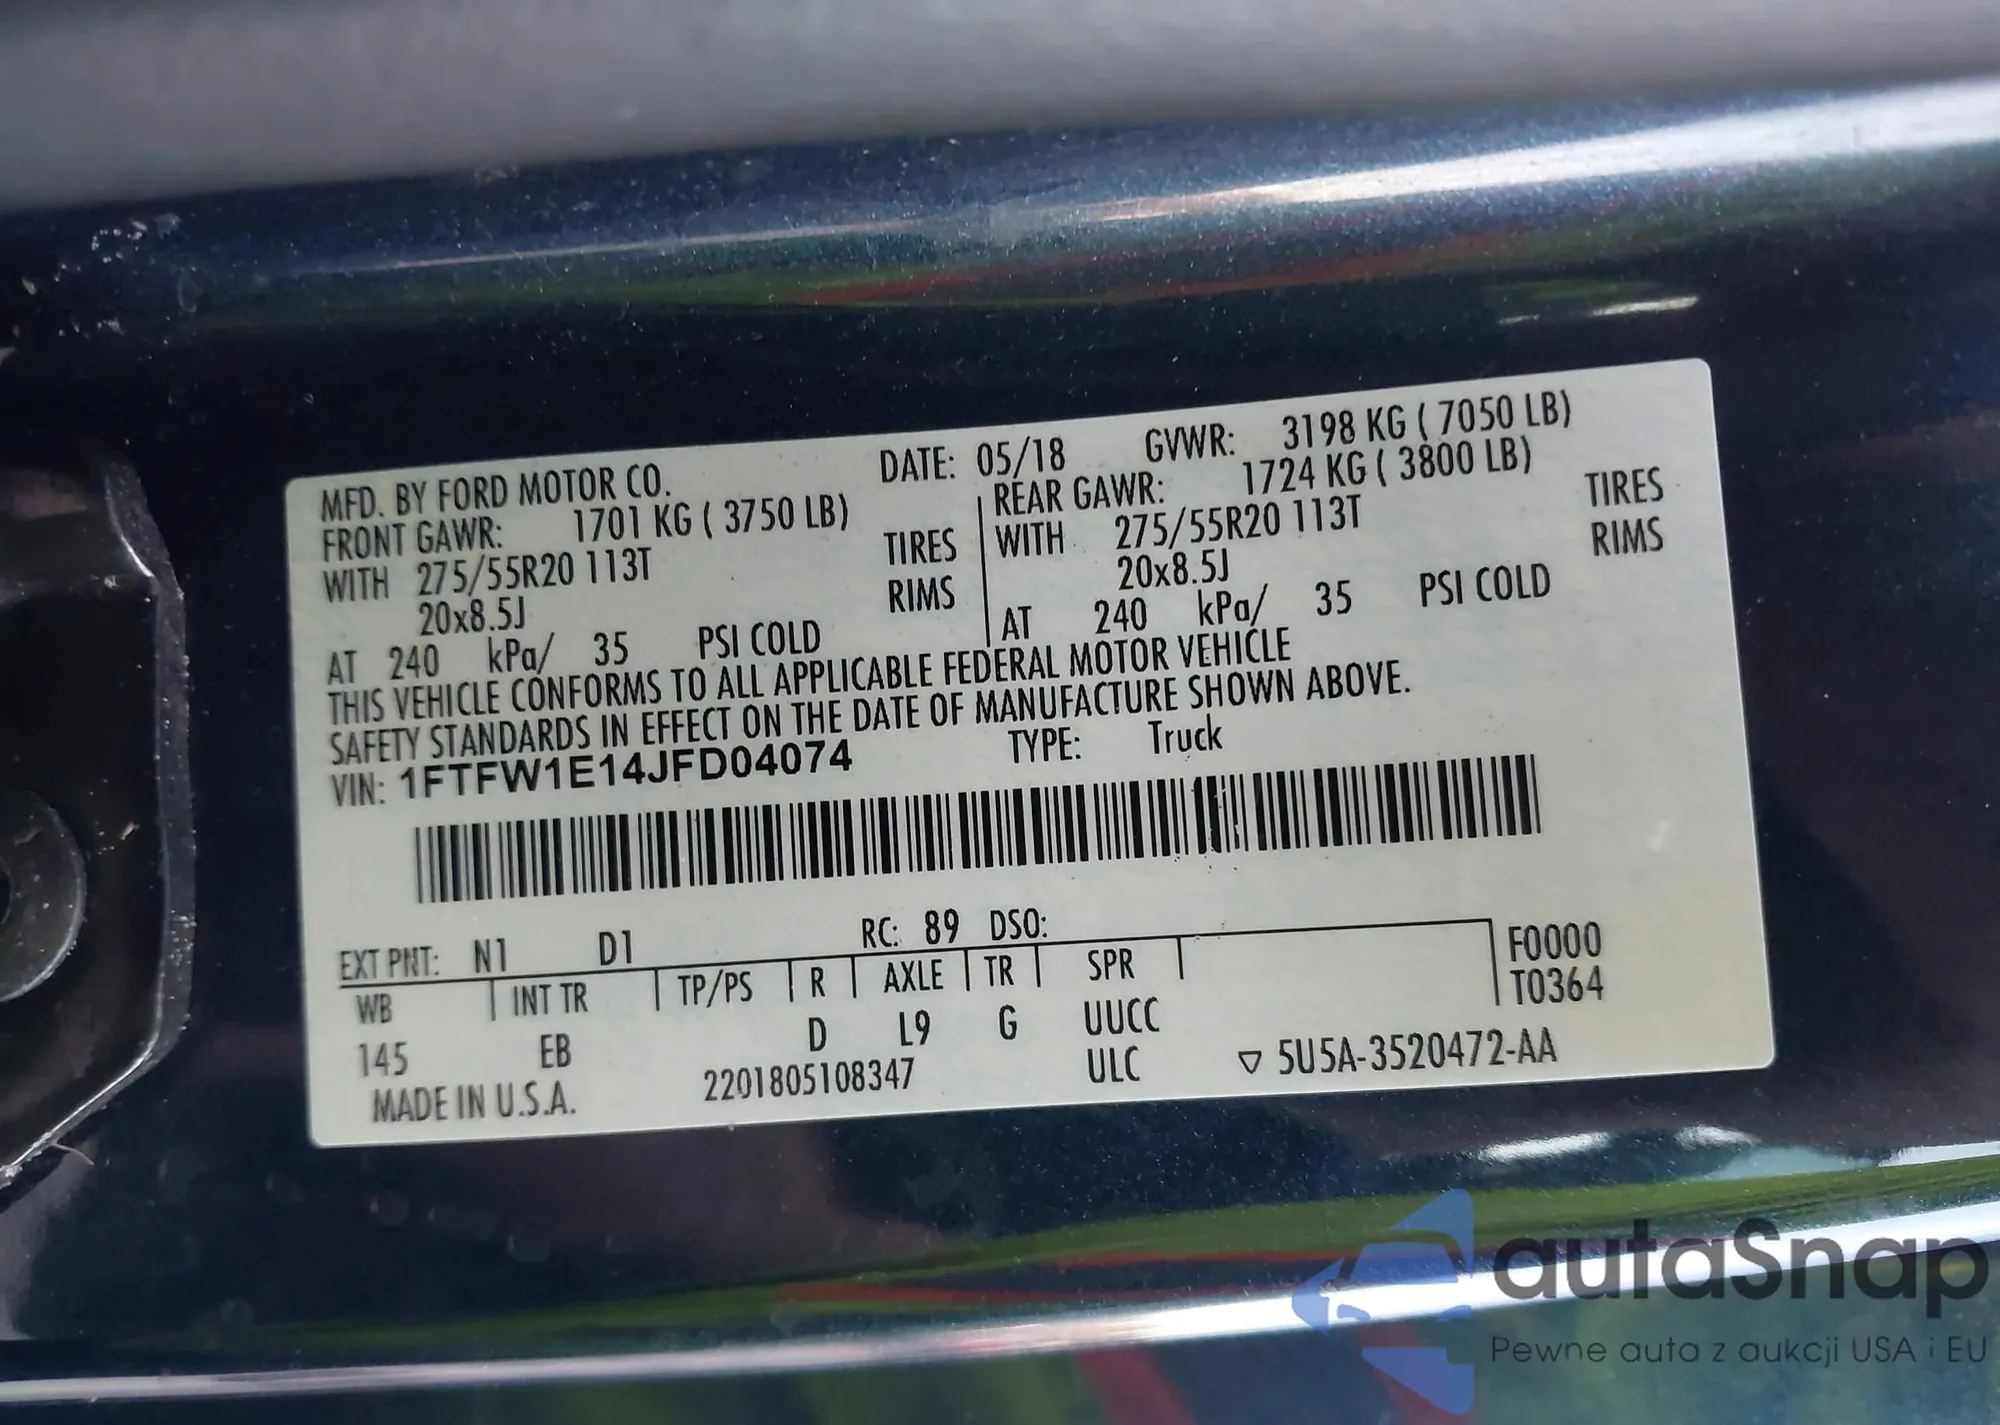 MFD. BY FORD MOTOR CO. DATE: 05/18 GVWR: 3198 KG ( 7050 LB)
FRONT GAWR: 1701 KG ( 3750 LB) REAR GAWR: 1724 KG ( 3800 LB)
WITH 275/55R20 113T TIRES WITH 275/55R20 113T TIRES
20x8.5J RIMS 20x8.5J RIMS
AT 240 kPa/ 35 PSI COLD AT 240 kPa/ 35 PSI COLD
THIS VEHICLE CONFORMS TO ALL APPLICABLE FEDERAL MOTOR VEHICLE
SAFETY STANDARDS IN EFFECT ON THE DATE OF MANUFACTURE SHOWN ABOVE.
VIN: 1FTFW1E14JFD04074 TYPE: Truck
EXT PNT: N1 D1 RC: 89 DSO:
WB INT TR TP/PS R AXLE TR SPR F0000
T0364
145 EB D L9 G UUCC
ULC
MADE IN U.S.A. 2201805108347 ▽ 5U5A-3520472-AA
autaSnap
Pewne auta z aukcji USA i EU